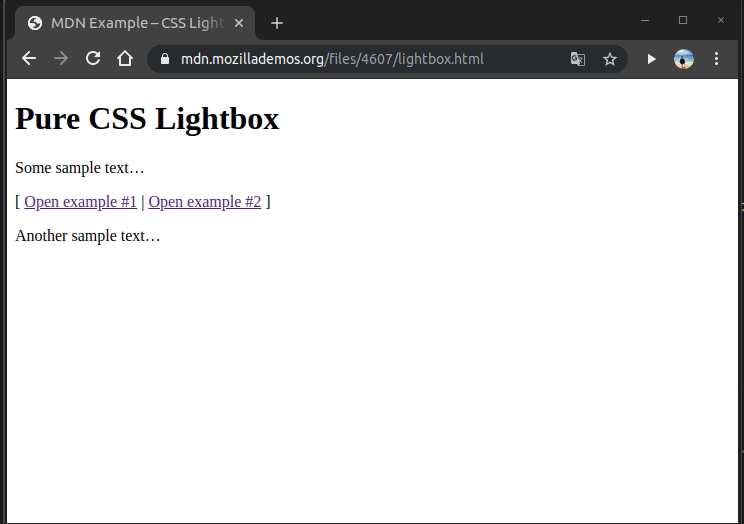 MDN Example – CSS Light
mdn.mozillademos.org/files/4607/lightbox.html
Pure CSS Lightbox
Some sample text…
[ Open example #1 | Open example #2 ]
Another sample text…